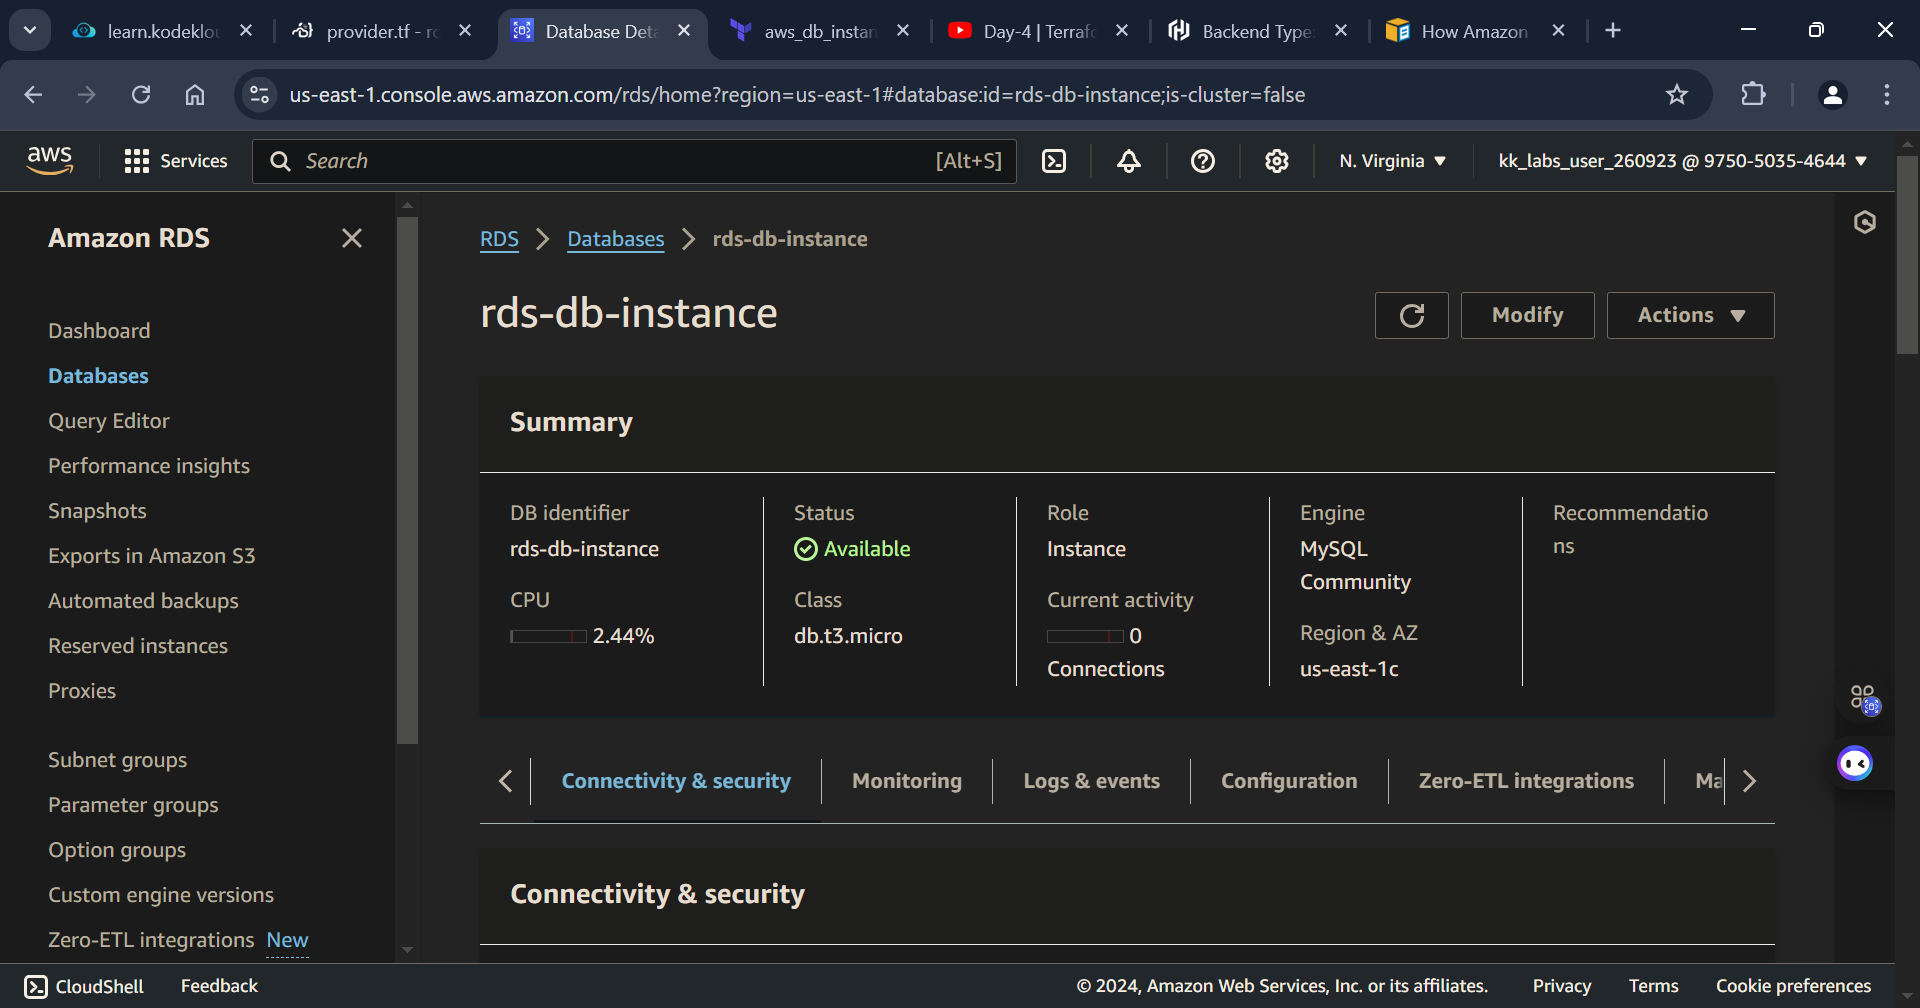 learn.kodeklou
provider.tf - ro
Database Deta
aws_db_instan
Day-4 | Terrafo
Backend Type:
How Amazon
us-east-1.console.aws.amazon.com/rds/home?region=us-east-1#database:id=rds-db-instance;is-cluster=false
aws
Services
Search
[Alt+S]
N. Virginia
kk_labs_user_260923 @ 9750-5035-4644
Amazon RDS
Dashboard
Databases
Query Editor
Performance insights
Snapshots
Exports in Amazon S3
Automated backups
Reserved instances
Proxies
Subnet groups
Parameter groups
Option groups
Custom engine versions
Zero-ETL integrations New
RDS > Databases > rds-db-instance
rds-db-instance
Modify
Actions
Summary
DB identifier
rds-db-instance
CPU
2.44%
Status
Available
Class
db.t3.micro
Role
Instance
Current activity
0
Connections
Engine
MySQL
Community
Region & AZ
us-east-1c
Recommendatio
ns
Connectivity & security
Monitoring
Logs & events
Configuration
Zero-ETL integrations
Ma
Connectivity & security
CloudShell
Feedback
© 2024, Amazon Web Services, Inc. or its affiliates.
Privacy
Terms
Cookie preferences